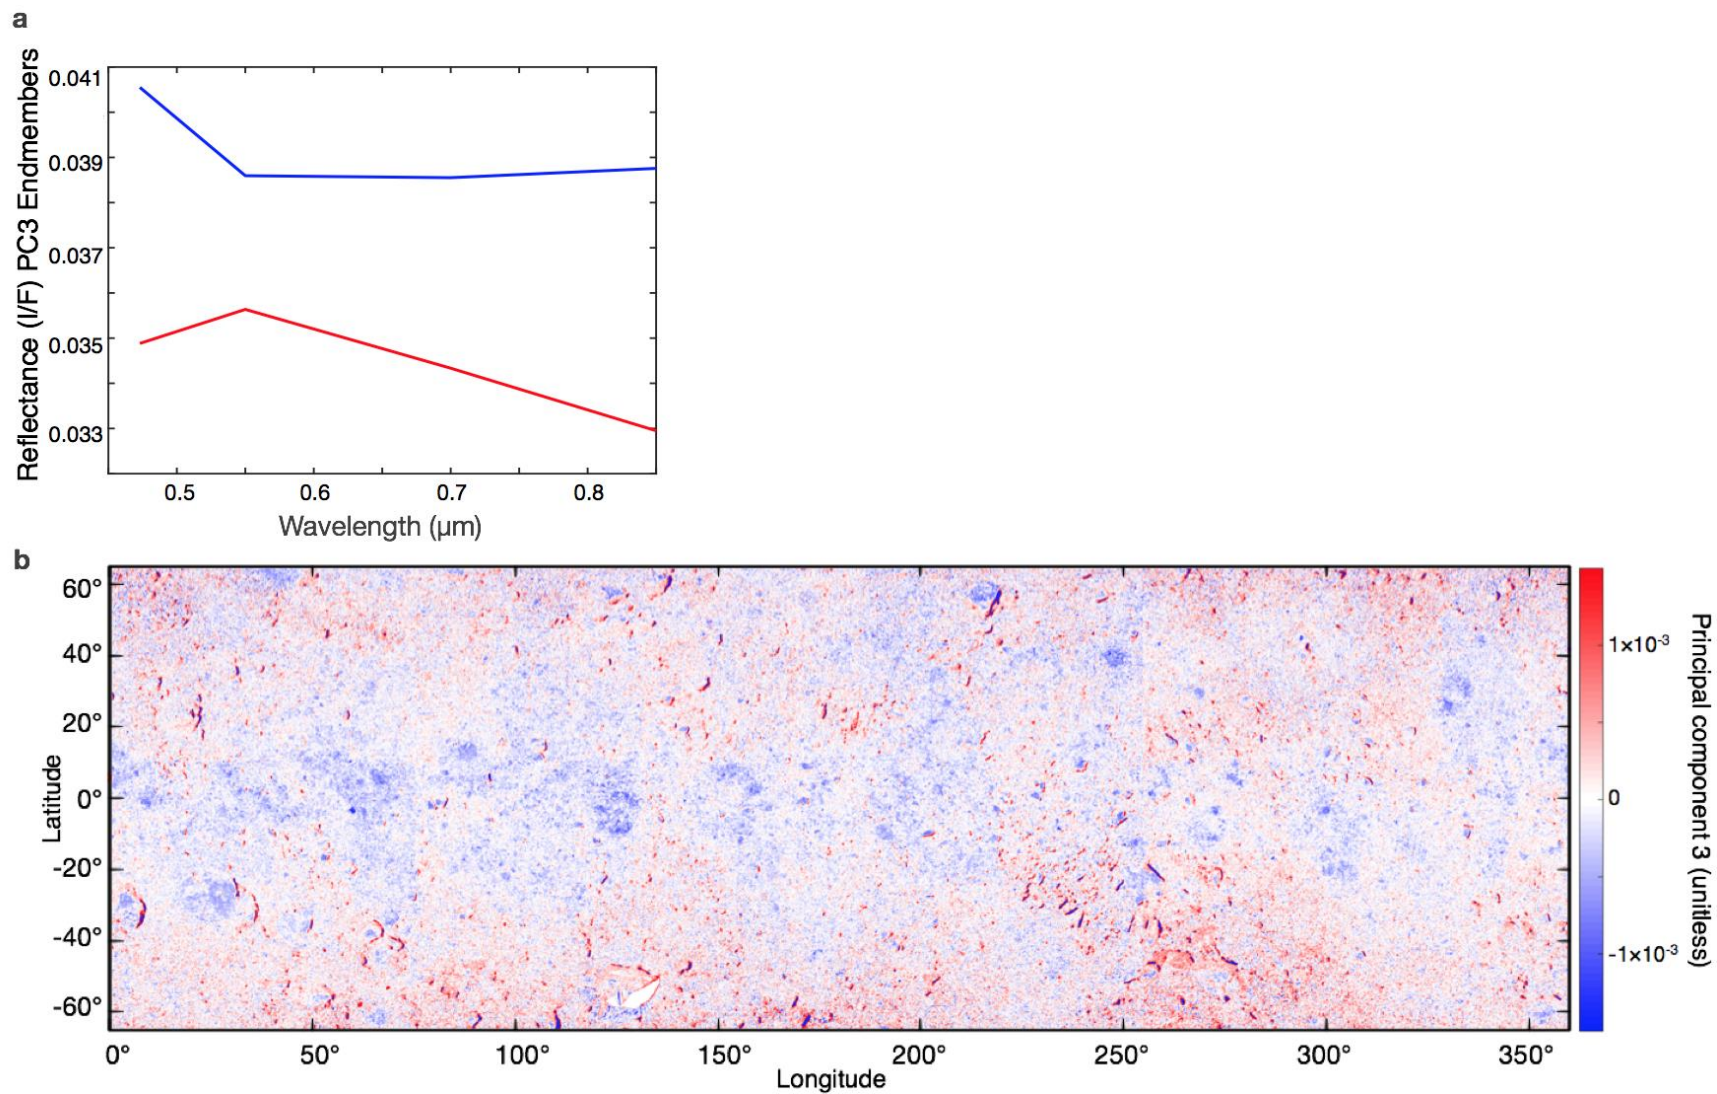 a
Reflectance (I/F) PC3 Endmembers
0.041
0.039
0.037
0.035
0.033
0.5 0.6 0.7 0.8
Wavelength (µm)
b
Latitude
60°
40°
20°
0°
-20°
-40°
-60°
0° 50° 100° 150° 200° 250° 300° 350°
Longitude
1×10⁻³
0
-1×10⁻³
Principal component 3 (unitless)